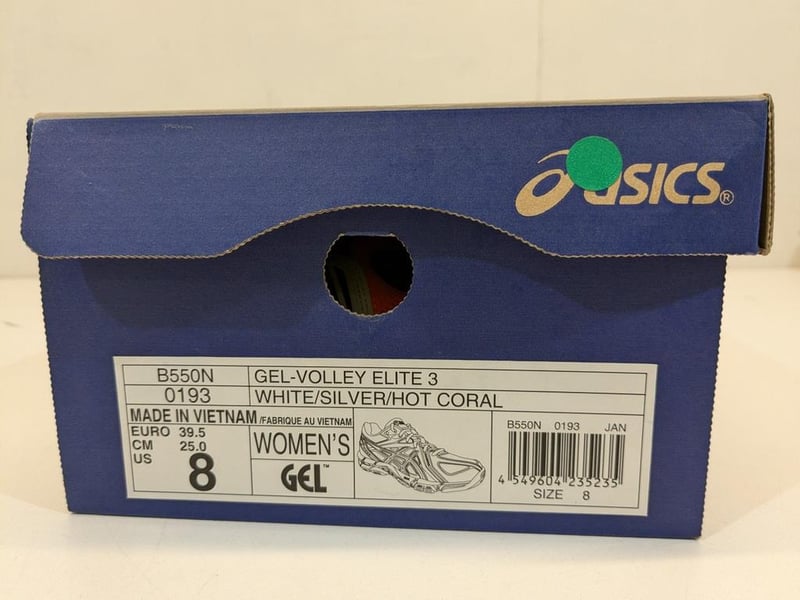 asics®
B550N
GEL-VOLLEY ELITE 3
0193
WHITE/SILVER/HOT CORAL
MADE IN VIETNAM /FABRIQUE AU VIETNAM
EURO 39.5
CM 25.0
US 8
WOMEN'S
GEL™
B550N 0193 JAN
4 549604 235235
SIZE 8